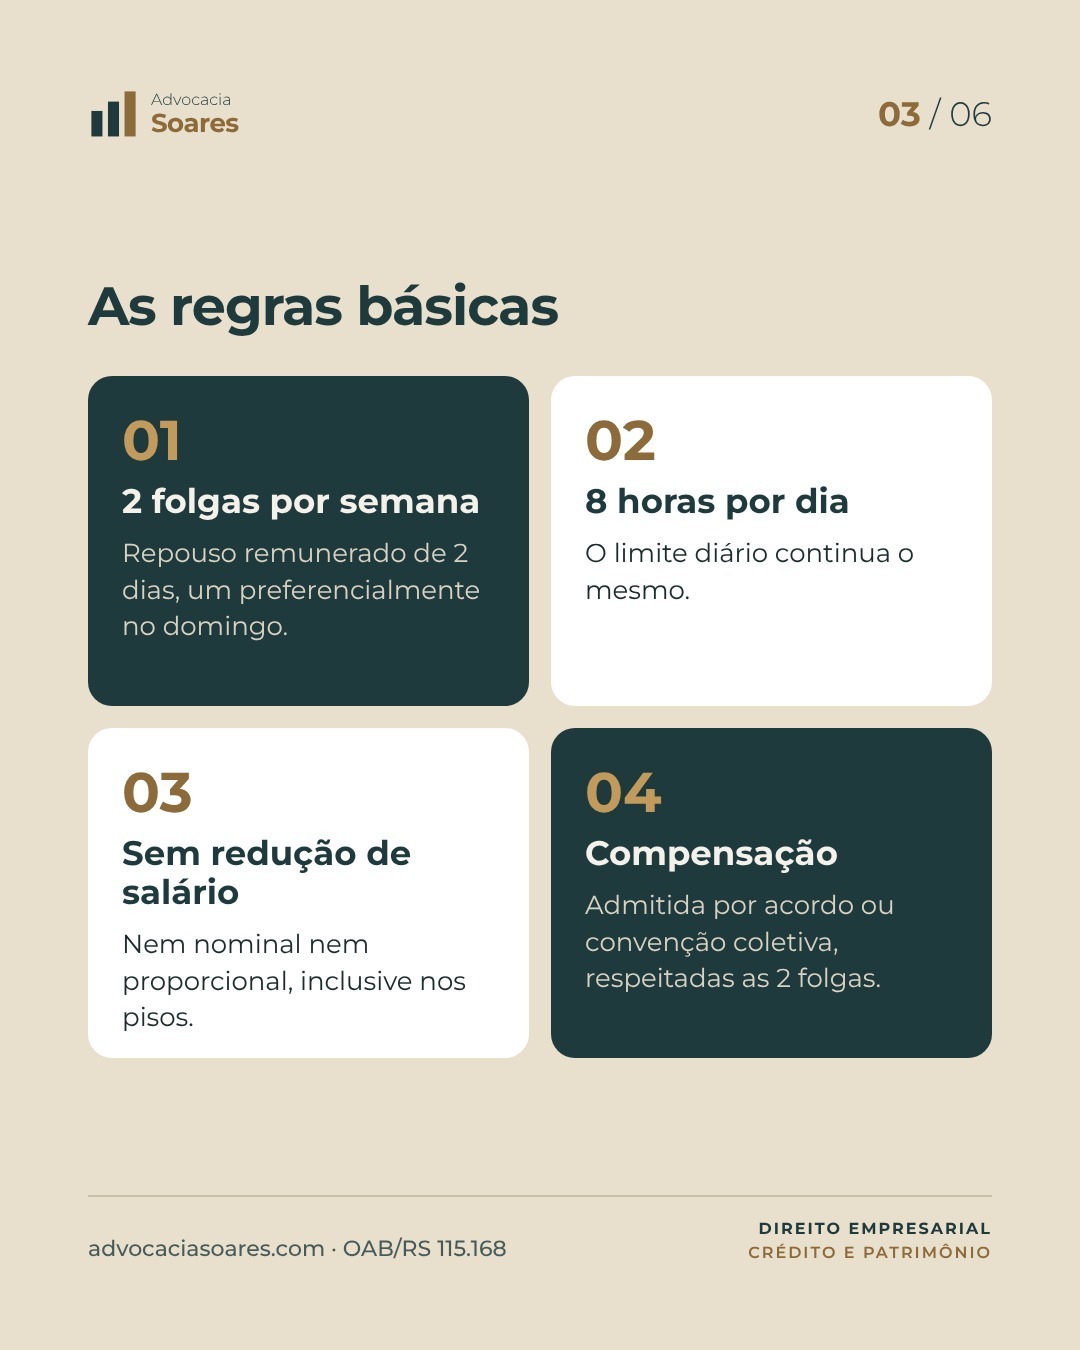 Advocacia
Soares
03 / 06
As regras básicas
01
2 folgas por semana
Repouso remunerado de 2
dias, um preferencialmente
no domingo.
02
8 horas por dia
O limite diário continua o
mesmo.
03
Sem redução de
salário
Nem nominal nem
proporcional, inclusive nos
pisos.
04
Compensação
Admitida por acordo ou
convenção coletiva,
respeitadas as 2 folgas.
advocaciasoares.com · OAB/RS 115.168
DIREITO EMPRESARIAL
CRÉDITO E PATRIMÔNIO